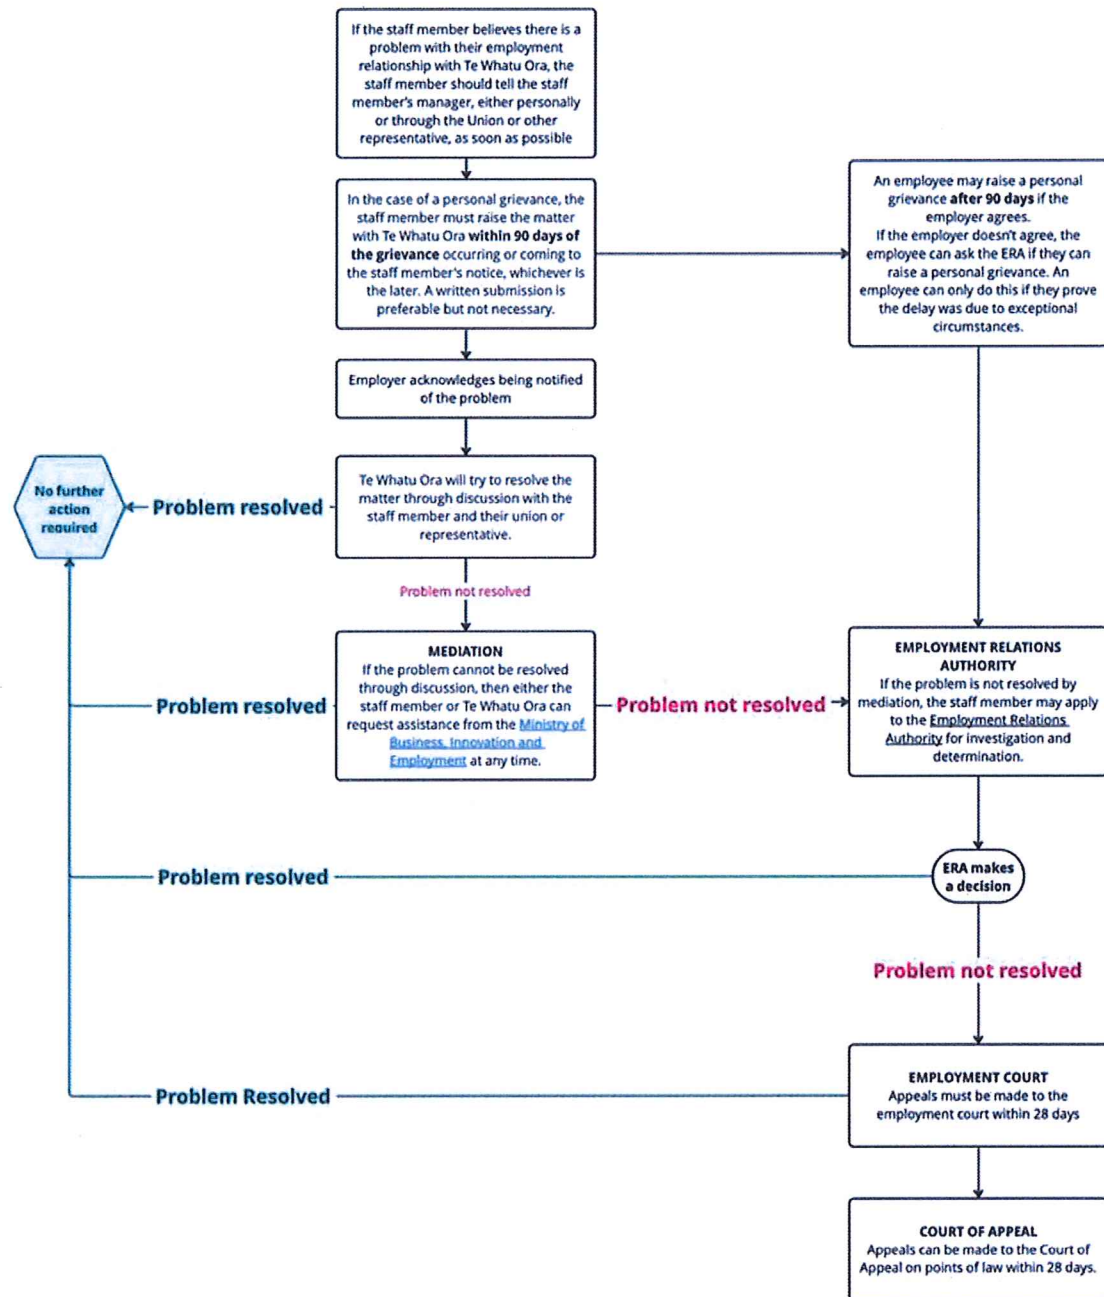 If the staff member believes there is a
problem with their employment
relationship with Te Whatu Ora, the
staff member should tell the staff
member's manager, either personally
or through the Union or other
representative, as soon as possible
In the case of a personal grievance, the
staff member must raise the matter
with Te Whatu Ora within 90 days of
the grievance occurring or coming to
the staff member's notice, whichever is
the later. A written submission is
preferable but not necessary.
An employee may raise a personal
grievance after 90 days if the
employer agrees.
If the employer doesn't agree, the
employee can ask the ERA if they can
raise a personal grievance. An
employee can only do this if they prove
the delay was due to exceptional
circumstances.
Employer acknowledges being notified
of the problem
Te Whatu Ora will try to resolve the
matter through discussion with the
staff member and their union or
representative.
Problem resolved
No further
action
required
Problem not resolved
MEDIATION
If the problem cannot be resolved
through discussion, then either the
staff member or Te Whatu Ora can
request assistance from the Ministry of
Business, Innovation and
Employment at any time.
Problem resolved
Problem not resolved
EMPLOYMENT RELATIONS
AUTHORITY
If the problem is not resolved by
mediation, the staff member may apply
to the Employment Relations
Authority for investigation and
determination.
ERA makes
a decision
Problem resolved
Problem not resolved
EMPLOYMENT COURT
Appeals must be made to the
employment court within 28 days
Problem Resolved
COURT OF APPEAL
Appeals can be made to the Court of
Appeal on points of law within 28 days.